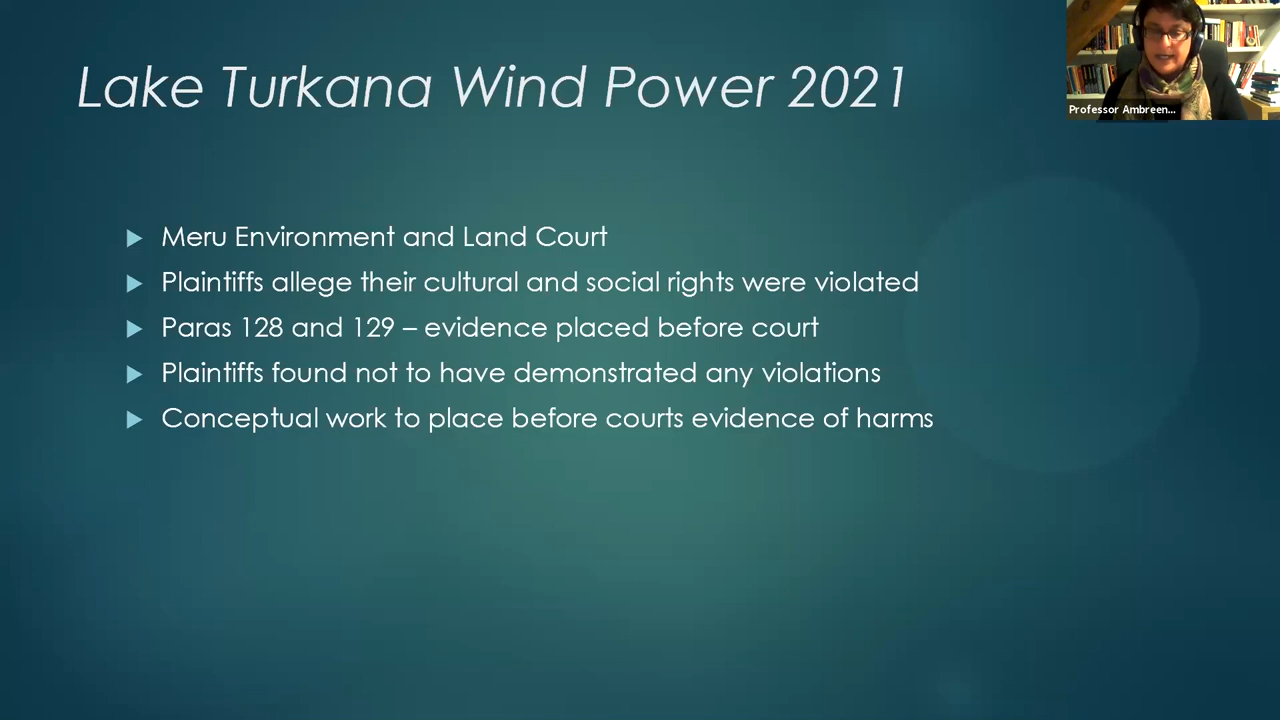 Lake Turkana Wind Power 2021
Professor Ambreen...
Meru Environment and Land Court
Plaintiffs allege their cultural and social rights were violated
Paras 128 and 129 – evidence placed before court
Plaintiffs found not to have demonstrated any violations
Conceptual work to place before courts evidence of harms